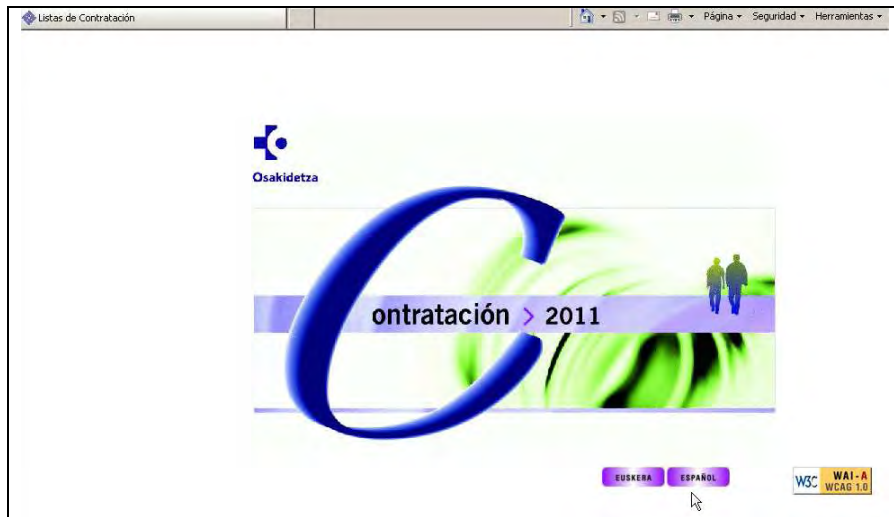 Listas de Contratación
Página Seguridad Herramientas
Osakidetza
Contratación > 2011
EUSKERA ESPAÑOL
W3C WAI-A
WCAG 1.0